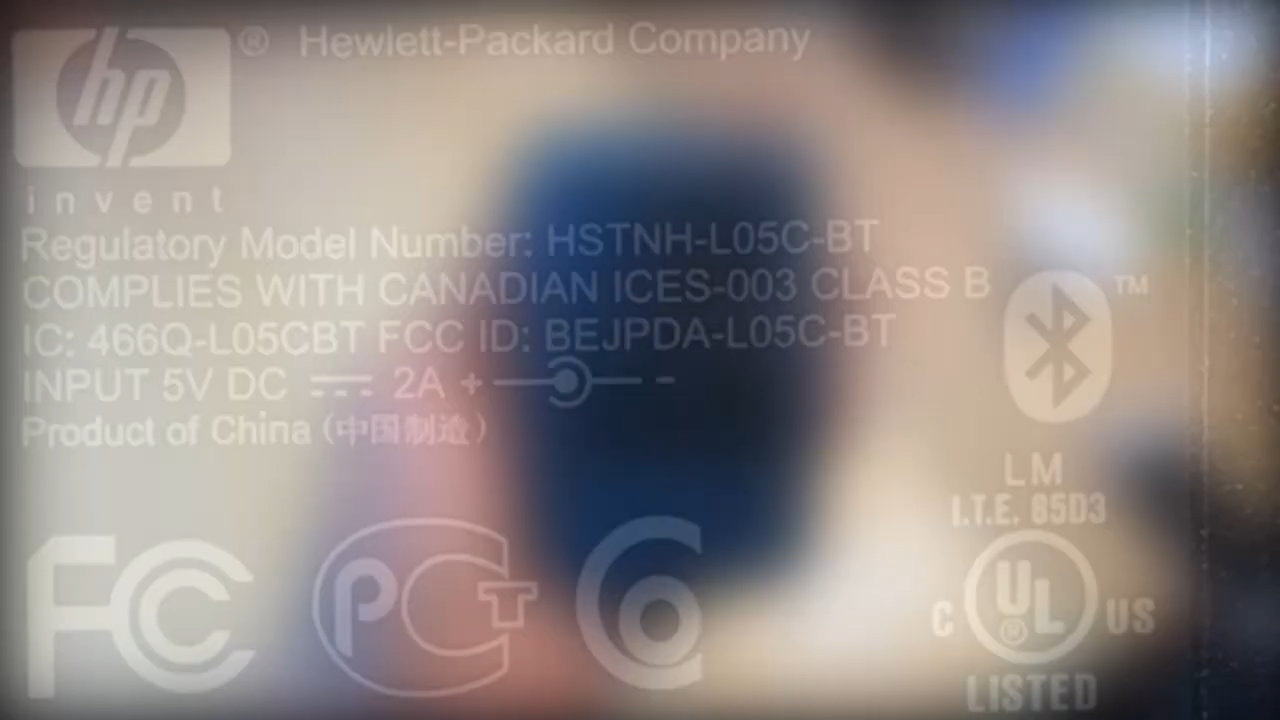 hp
® Hewlett-Packard Company
invent
Regulatory Model Number: HSTNH-L05C-BT
COMPLIES WITH CANADIAN ICES-003 CLASS B
IC: 466Q-L05CBT FCC ID: BEJPDA-L05C-BT
INPUT 5V DC 2A + -
Product of China (中国制造)
TM
LM
I.T.E. 85D3
FC
PCT
C UL® US
LISTED